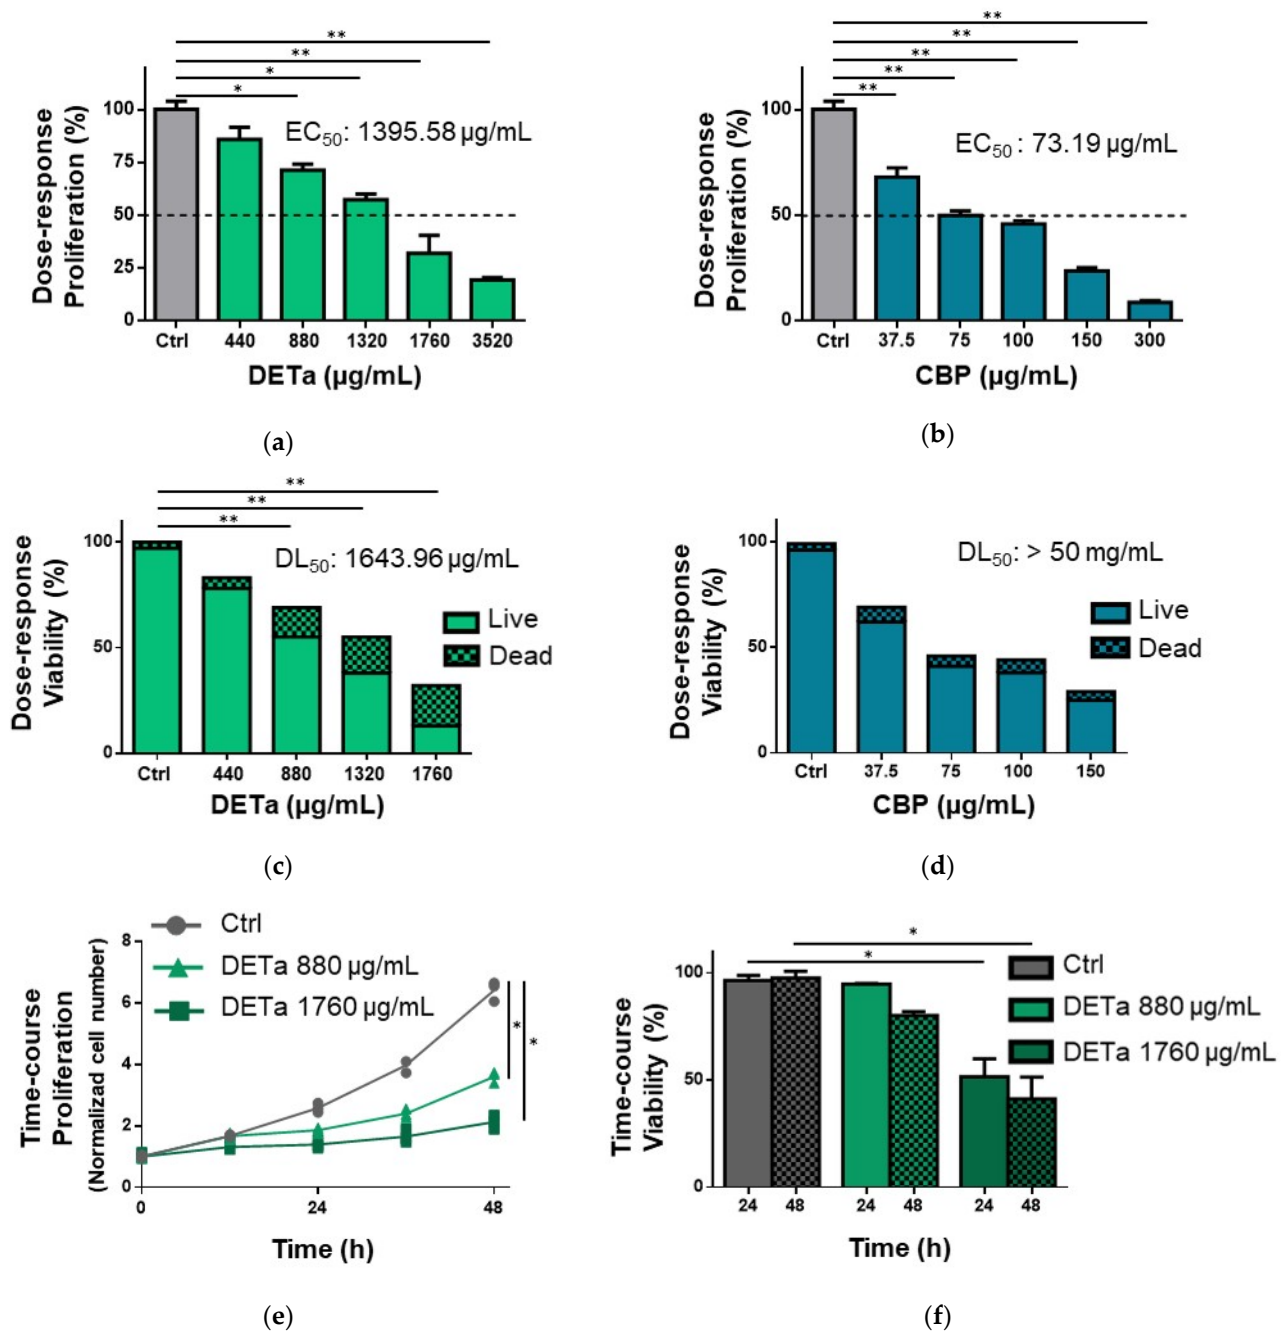 **
**
*
*
Dose-response
Proliferation (%)
100
75
50
25
0
EC50: 1395.58 µg/mL
Ctrl 440 880 1320 1760 3520
DETa (µg/mL)
(a)
**
**
**
**
**
Dose-response
Proliferation (%)
100
75
50
25
0
EC50 : 73.19 µg/mL
Ctrl 37.5 75 100 150 300
CBP (µg/mL)
(b)
**
**
**
Dose-response
Viability (%)
100
50
0
DL50: 1643.96 µg/mL
Live
Dead
Ctrl 440 880 1320 1760
DETa (µg/mL)
(c)
Dose-response
Viability (%)
100
50
0
DL50: > 50 mg/mL
Live
Dead
Ctrl 37.5 75 100 150
CBP (µg/mL)
(d)
Time-course
Proliferation
(Normalizad cell number)
8
6
4
2
0
Ctrl
DETa 880 µg/mL
DETa 1760 µg/mL
*
*
0 24 48
Time (h)
(e)
*
*
Time-course
Viability (%)
100
50
0
Ctrl
DETa 880 µg/mL
DETa 1760 µg/mL
24 48 24 48 24 48
Time (h)
(f)